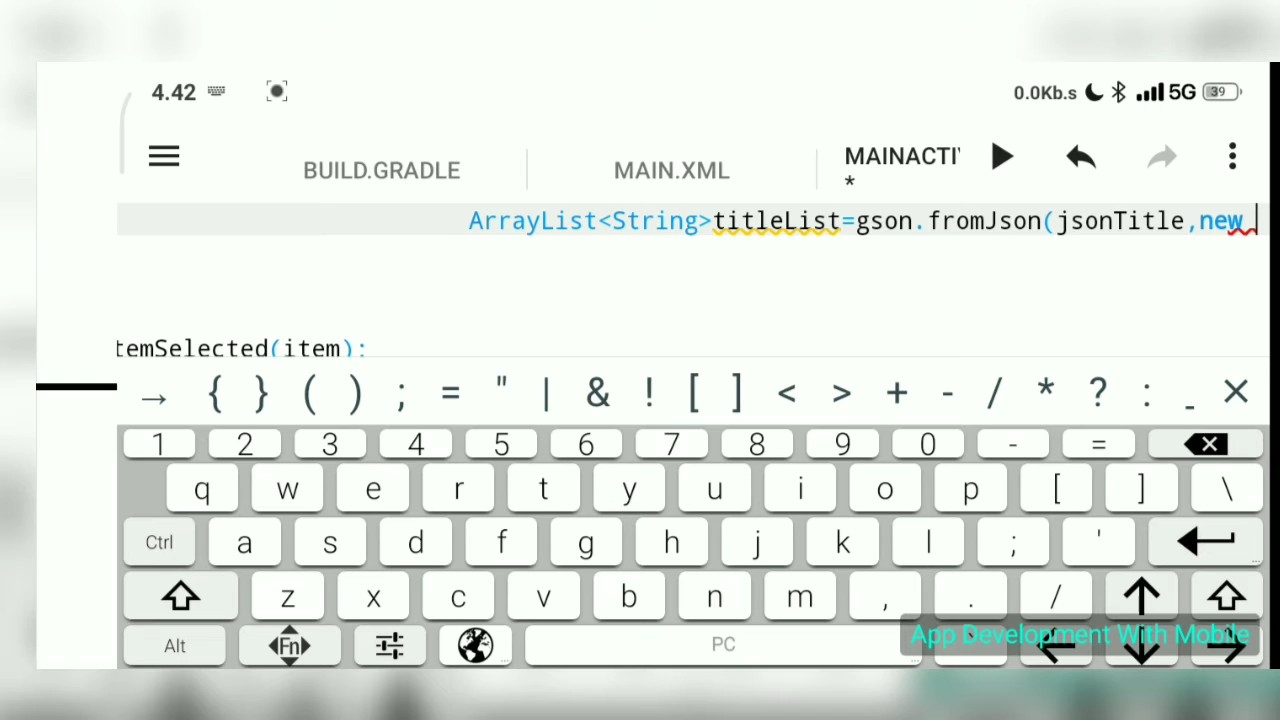 4.42
0.0Kb.s 5G 39
BUILD.GRADLE MAIN.XML MAINACTI
*
ArrayList<String>titleList=gson.fromJson(jsonTitle,new
temSelected(item);
→ { } ( ) ; = " | & ! [ ] < > + - / * ? : _ ×
1 2 3 4 5 6 7 8 9 0 - =
q w e r t y u i o p [ ] \
Ctrl a s d f g h j k l ; '
z x c v b n m , . /
Alt Fn PC
App Development With Mobile